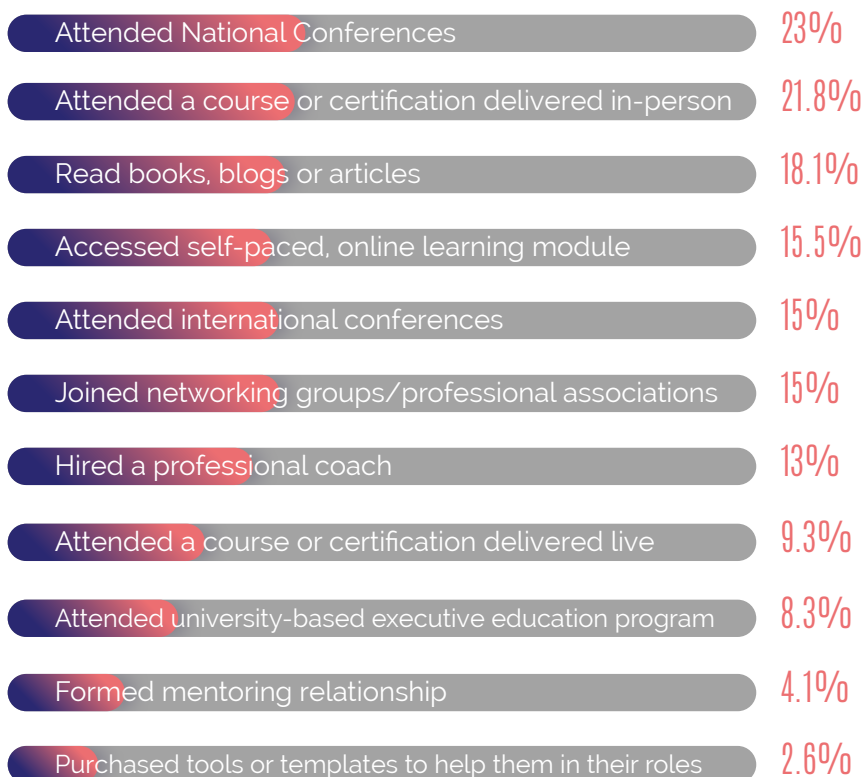 Attended National Conferences 23%
Attended a course or certification delivered in-person 21.8%
Read books, blogs or articles 18.1%
Accessed self-paced, online learning module 15.5%
Attended international conferences 15%
Joined networking groups/professional associations 15%
Hired a professional coach 13%
Attended a course or certification delivered live 9.3%
Attended university-based executive education program 8.3%
Formed mentoring relationship 4.1%
Purchased tools or templates to help them in their roles 2.6%